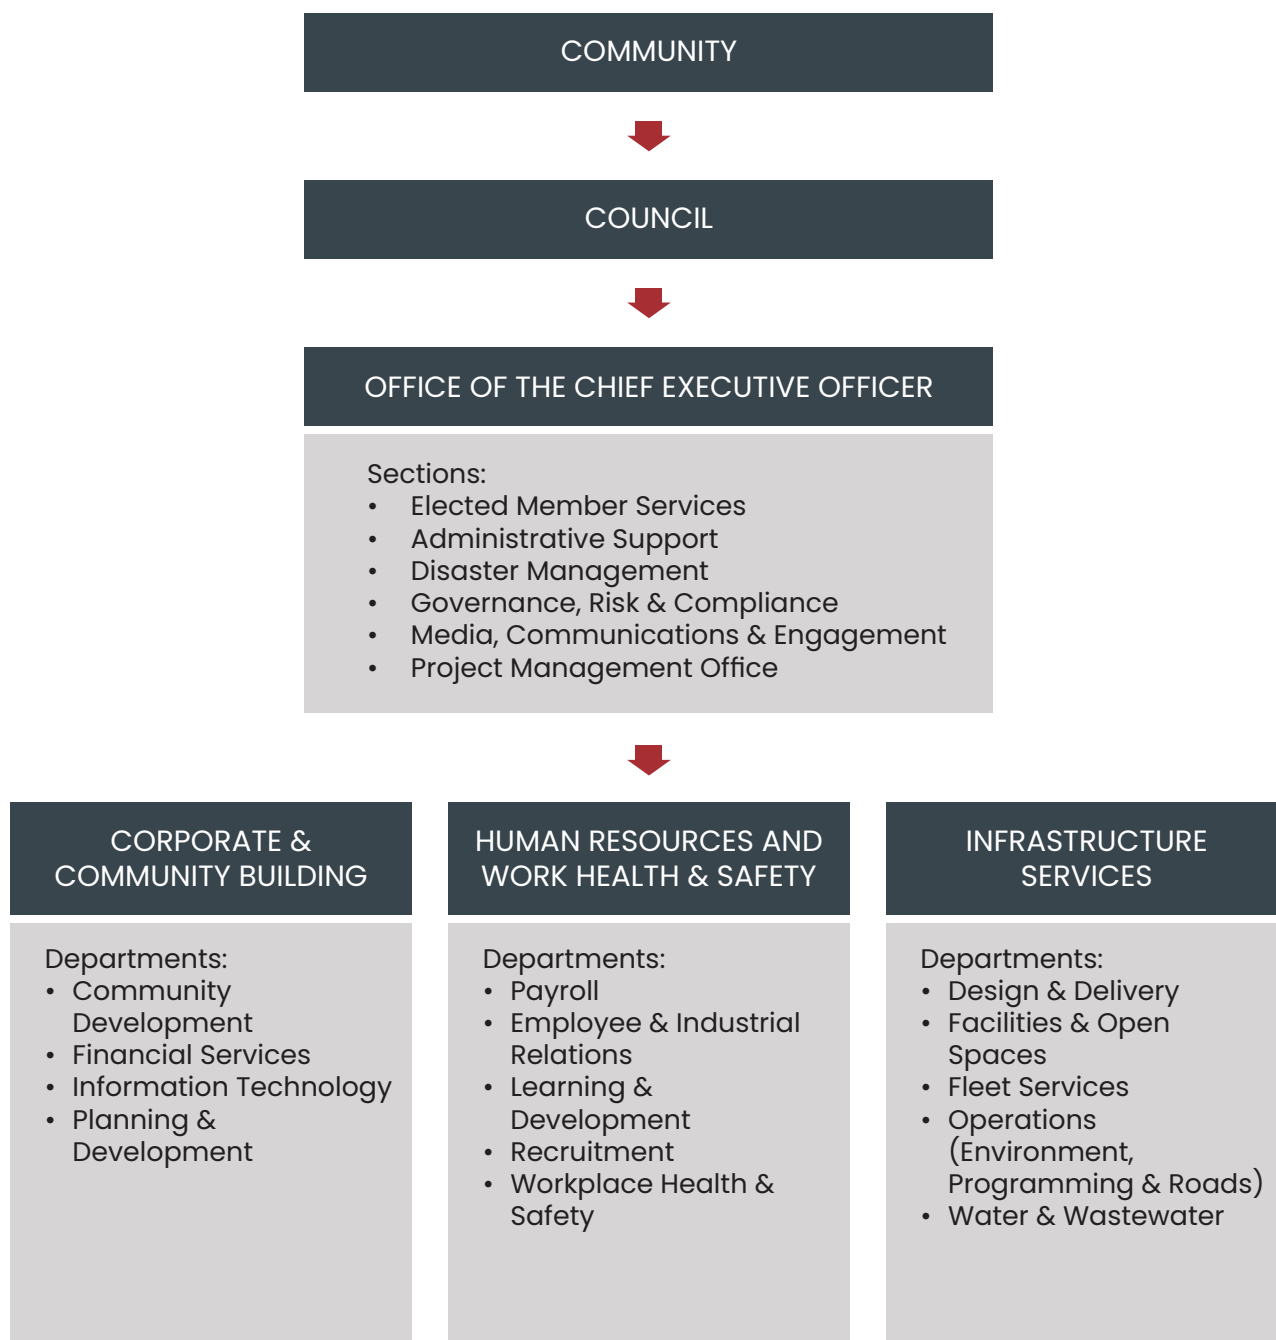 COMMUNITY
COUNCIL
OFFICE OF THE CHIEF EXECUTIVE OFFICER
Sections:
• Elected Member Services
• Administrative Support
• Disaster Management
• Governance, Risk & Compliance
• Media, Communications & Engagement
• Project Management Office
CORPORATE &
COMMUNITY BUILDING
Departments:
• Community
Development
• Financial Services
• Information Technology
• Planning &
Development
HUMAN RESOURCES AND
WORK HEALTH & SAFETY
Departments:
• Payroll
• Employee & Industrial
Relations
• Learning &
Development
• Recruitment
• Workplace Health &
Safety
INFRASTRUCTURE
SERVICES
Departments:
• Design & Delivery
• Facilities & Open
Spaces
• Fleet Services
• Operations
(Environment,
Programming & Roads)
• Water & Wastewater